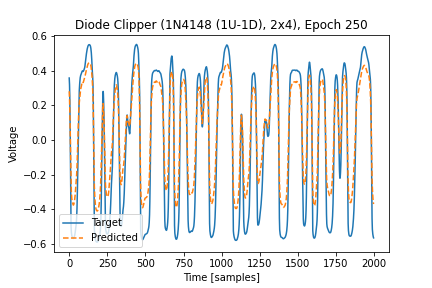 Diode Clipper (1N4148 (1U-1D), 2x4), Epoch 250
Voltage
0.6
0.4
0.2
0.0
−0.2
−0.4
−0.6
Target
Predicted
0 250 500 750 1000 1250 1500 1750 2000
Time [samples]